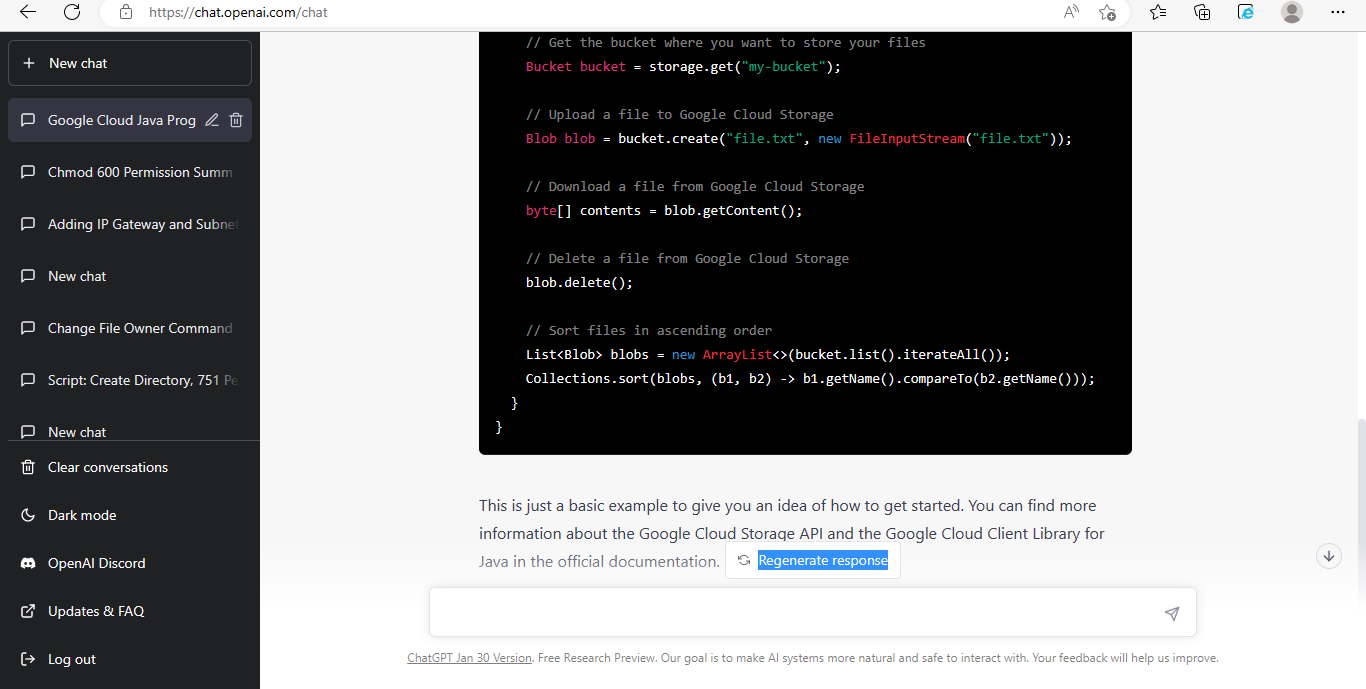 https://chat.openai.com/chat
New chat
Google Cloud Java Prog
Chmod 600 Permission Summ
Adding IP Gateway and Subnet
New chat
Change File Owner Command
Script: Create Directory, 751 Pe
New chat
Clear conversations
Dark mode
OpenAI Discord
Updates & FAQ
Log out
// Get the bucket where you want to store your files
Bucket bucket = storage.get("my-bucket");
// Upload a file to Google Cloud Storage
Blob blob = bucket.create("file.txt", new FileInputStream("file.txt"));
// Download a file from Google Cloud Storage
byte[] contents = blob.getContent();
// Delete a file from Google Cloud Storage
blob.delete();
// Sort files in ascending order
List<Blob> blobs = new ArrayList<>(bucket.list().iterateAll());
Collections.sort(blobs, (b1, b2) -> b1.getName().compareTo(b2.getName()));
}
}
This is just a basic example to give you an idea of how to get started. You can find more
information about the Google Cloud Storage API and the Google Cloud Client Library for
Java in the official documentation.
Regenerate response
ChatGPT Jan 30 Version. Free Research Preview. Our goal is to make AI systems more natural and safe to interact with. Your feedback will help us improve.